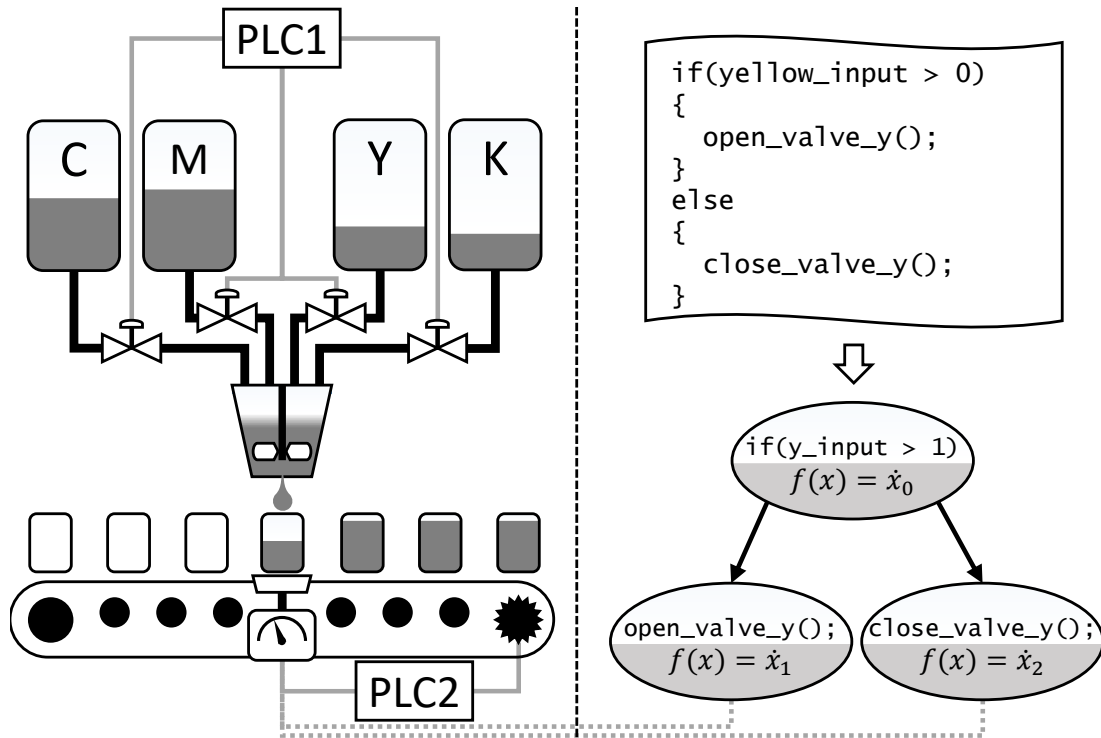 PLC1
C
M
Y
K
PLC2
if(yellow_input > 0)
{
open_valve_y();
}
else
{
close_valve_y();
}
if(y_input > 1)
f(x) = ẋ₀
open_valve_y();
f(x) = ẋ₁
close_valve_y();
f(x) = ẋ₂